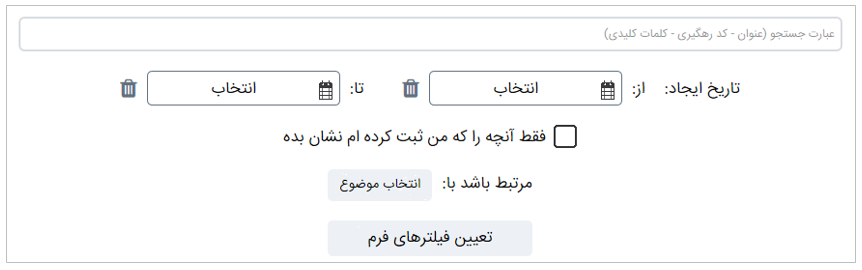 عبارت جستجو (عنوان - کد رهگیری - کلمات کلیدی)
تاریخ ایجاد: از: انتخاب تا: انتخاب
فقط آنچه را که من ثبت کرده ام نشان بده
مرتبط باشد با: انتخاب موضوع
تعیین فیلترهای فرم